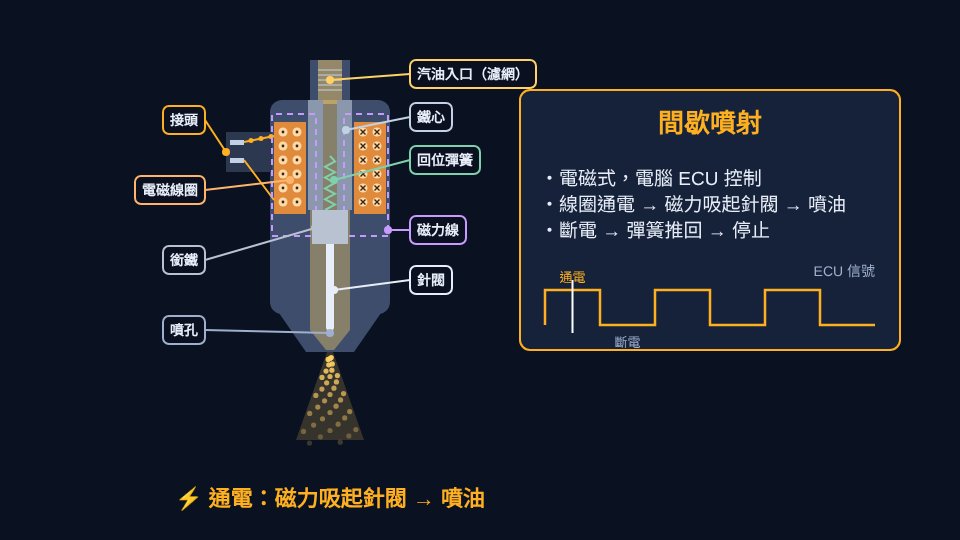 汽油入口（濾網）
鐵心
接頭
回位彈簧
電磁線圈
磁力線
銜鐵
針閥
噴孔
間歇噴射
・電磁式，電腦 ECU 控制
・線圈通電 → 磁力吸起針閥 → 噴油
・斷電 → 彈簧推回 → 停止
ECU 信號
通電
斷電
⚡ 通電：磁力吸起針閥 → 噴油